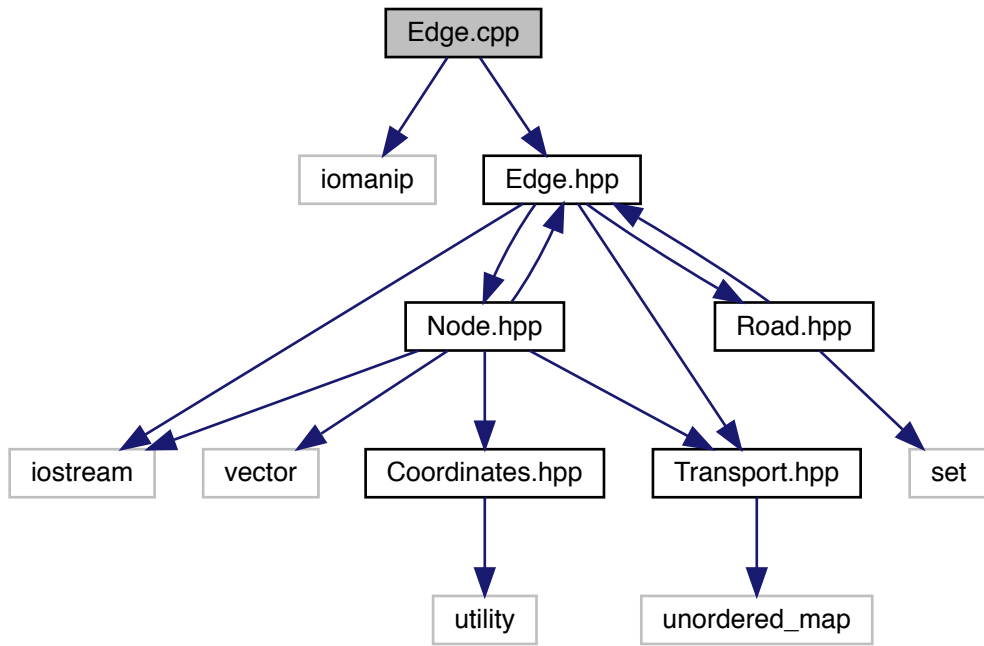 Edge.cpp
iomanip
Edge.hpp
Node.hpp
Road.hpp
iostream
vector
Coordinates.hpp
Transport.hpp
set
utility
unordered_map